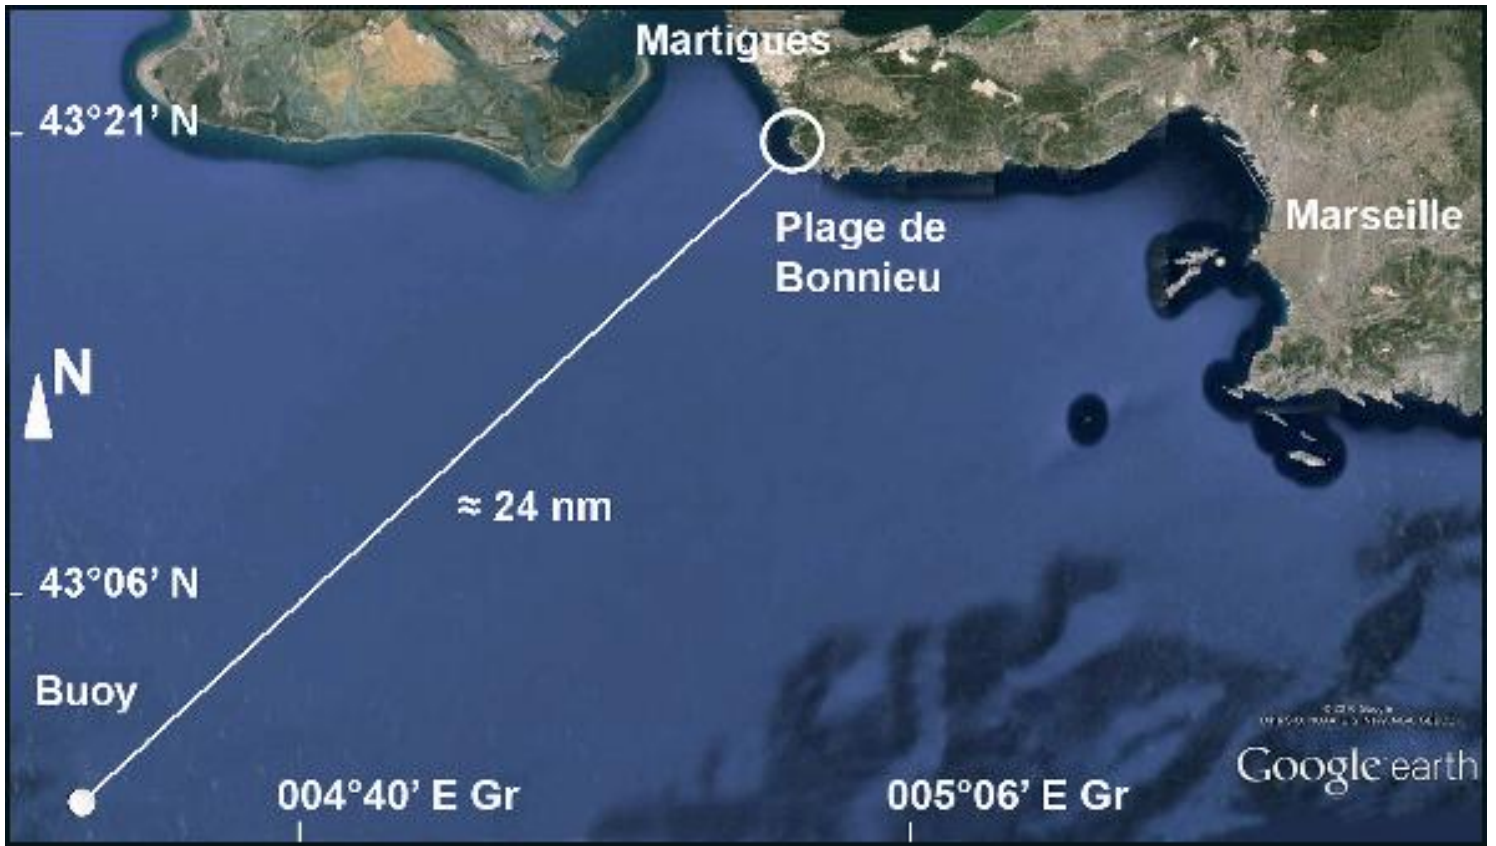 Martigues
43°21’ N
Marseille
Plage de
Bonnieu
N
≈ 24 nm
43°06’ N
Buoy
Google earth
004°40’ E Gr
005°06’ E Gr